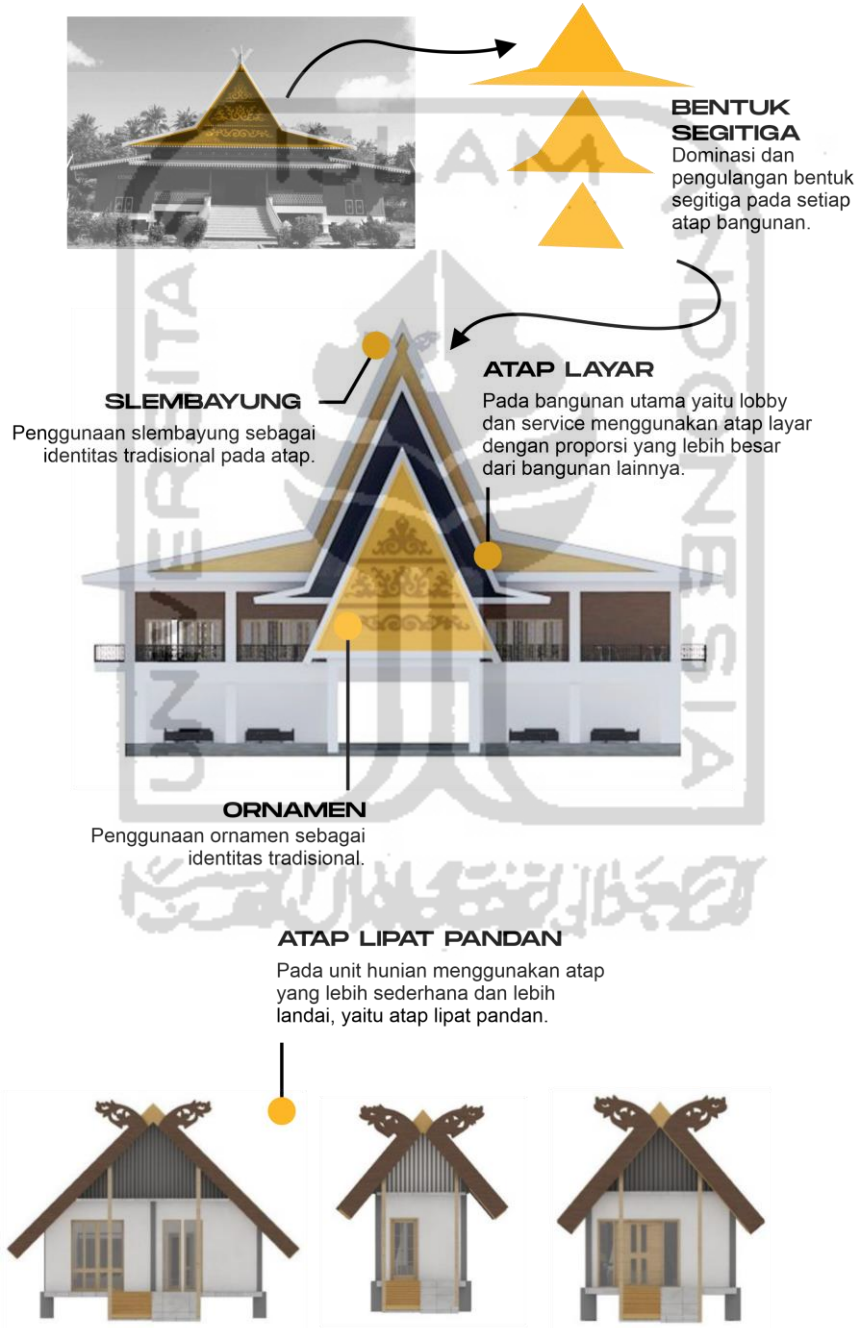 BENTUK
SEGITIGA
Dominasi dan
pengulangan bentuk
segitiga pada setiap
atap bangunan.
SLEMBAYUNG
Penggunaan slembayung sebagai
identitas tradisional pada atap.
ATAP LAYAR
Pada bangunan utama yaitu lobby
dan service menggunakan atap layar
dengan proporsi yang lebih besar
dari bangunan lainnya.
ORNAMEN
Penggunaan ornamen sebagai
identitas tradisional.
ATAP LIPAT PANDAN
Pada unit hunian menggunakan atap
yang lebih sederhana dan lebih
landai, yaitu atap lipat pandan.
UNIVERSITAS
ISLAM
INDONESIA